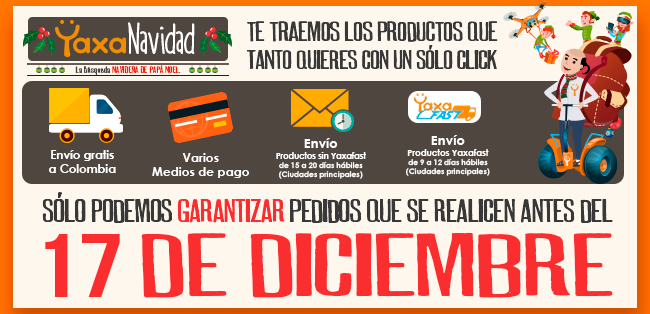 ÿaxaNavidad
La búsqueda NAVIDEÑA DE PAPÁ NOEL.
TE TRAEMOS LOS PRODUCTOS QUE
TANTO QUIERES CON UN SÓLO CLICK
Envío gratis
a Colombia
Varios
Medios de pago
Envío
Productos sin Yaxafast
de 15 a 20 días hábiles
(Ciudades principales)
ÿaxa
FAST
Envío
Productos Yaxafast
de 9 a 12 días hábiles
(Ciudades principales)
SÓLO PODEMOS GARANTIZAR PEDIDOS QUE SE REALICEN ANTES DEL
17 DE DICIEMBRE